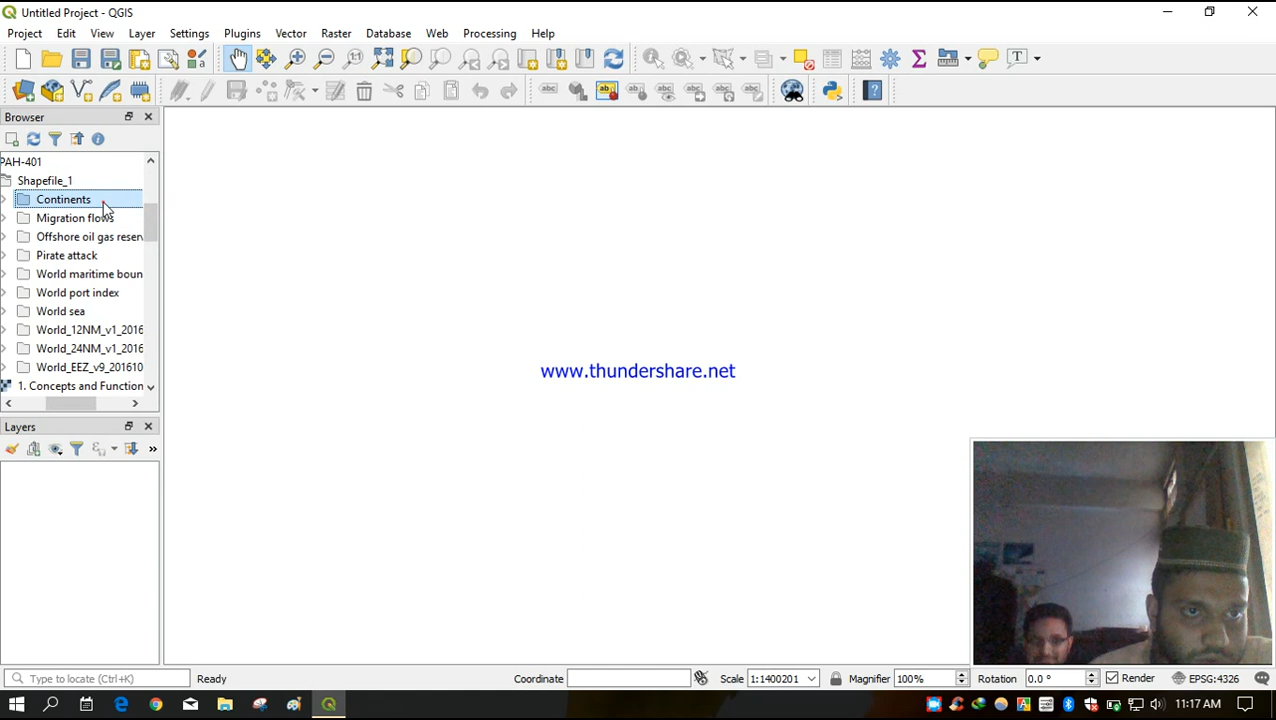 Untitled Project - QGIS
Project Edit View Layer Settings Plugins Vector Raster Database Web Processing Help
Browser
PAH-401
Shapefile_1
Continents
Migration flows
Offshore oil gas reserv
Pirate attack
World maritime boun
World port index
World sea
World_12NM_v1_2016
World_24NM_v1_2016
World_EEZ_v9_201610
1. Concepts and Function
Layers
www.thundershare.net
Type to locate (Ctrl+K)
Ready
Coordinate
Scale 1:1400201
Magnifier 100%
Rotation 0.0 °
Render
EPSG:4326
11:17 AM